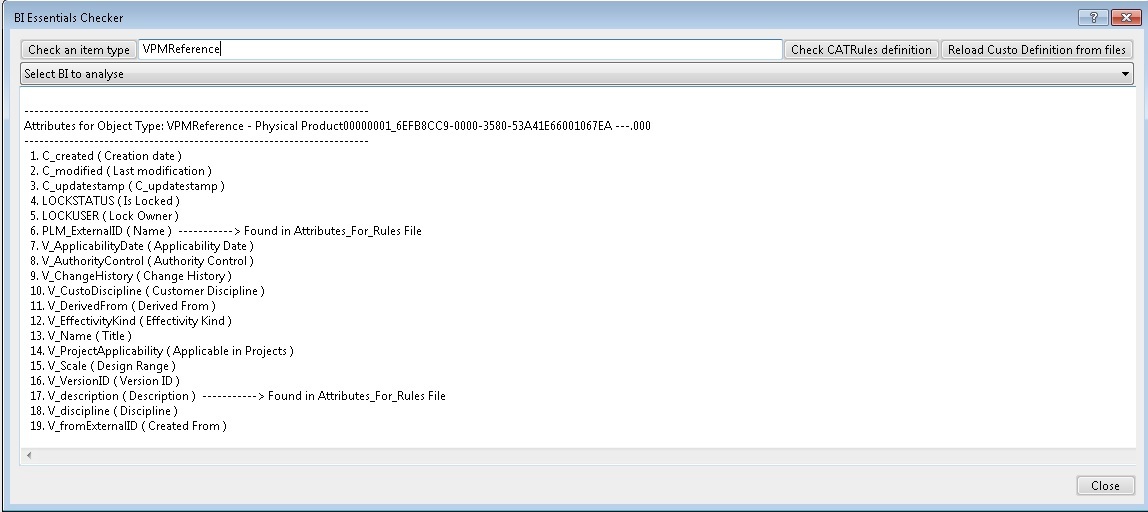 BI Essentials Checker
?
Check an item type VPMReference Check CATRules definition Reload Custo Definition from files
Select BI to analyse
--------------------------------------------------------------------
Attributes for Object Type: VPMReference - Physical Product00000001_6EFB8CC9-0000-3580-53A41E66001067EA ---.000
--------------------------------------------------------------------
1. C_created ( Creation date )
2. C_modified ( Last modification )
3. C_updatestamp ( C_updatestamp )
4. LOCKSTATUS ( Is Locked )
5. LOCKUSER ( Lock Owner )
6. PLM_ExternalID ( Name ) -----------> Found in Attributes_For_Rules File
7. V_ApplicabilityDate ( Applicability Date )
8. V_AuthorityControl ( Authority Control )
9. V_ChangeHistory ( Change History )
10. V_CustoDiscipline ( Customer Discipline )
11. V_DerivedFrom ( Derived From )
12. V_EffectivityKind ( Effectivity Kind )
13. V_Name ( Title )
14. V_ProjectApplicability ( Applicable in Projects )
15. V_Scale ( Design Range )
16. V_VersionID ( Version ID )
17. V_description ( Description ) -----------> Found in Attributes_For_Rules File
18. V_discipline ( Discipline )
19. V_fromExternalID ( Created From )
Close